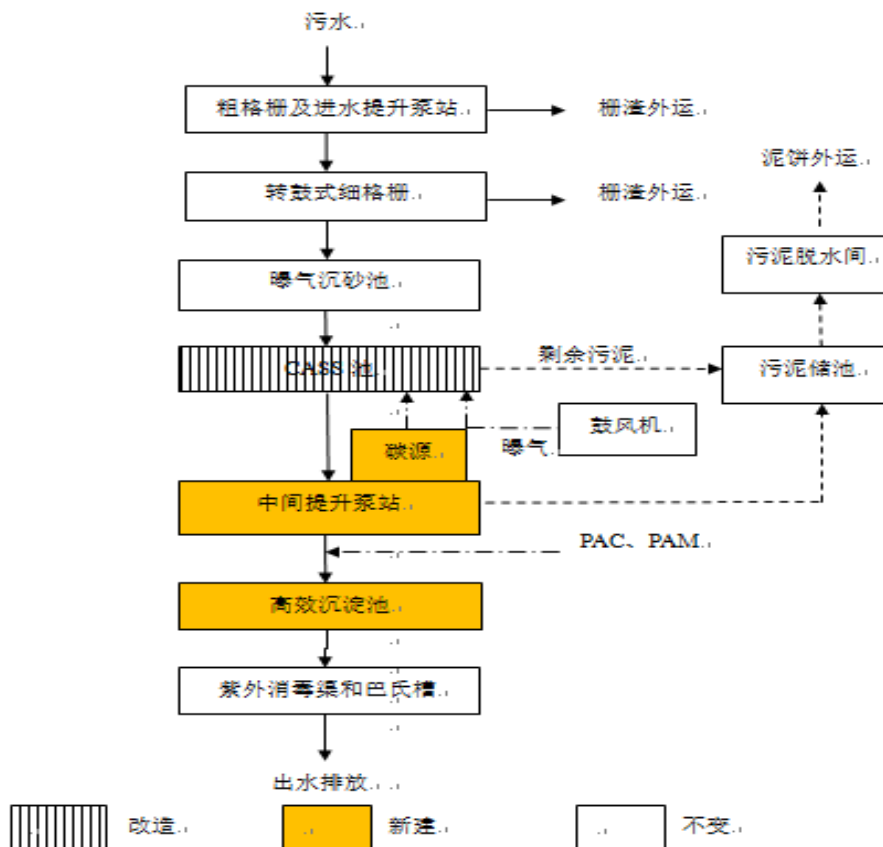 污水
粗格栅及进水提升泵站
栅渣外运
泥饼外运
转鼓式细格栅
栅渣外运
污泥脱水间
曝气沉砂池
剩余污泥
CASS 池
污泥储池
鼓风机
碳源
曝气
中间提升泵站
PAC、PAM
高效沉淀池
紫外消毒渠和巴氏槽
出水排放
改造
新建
不变